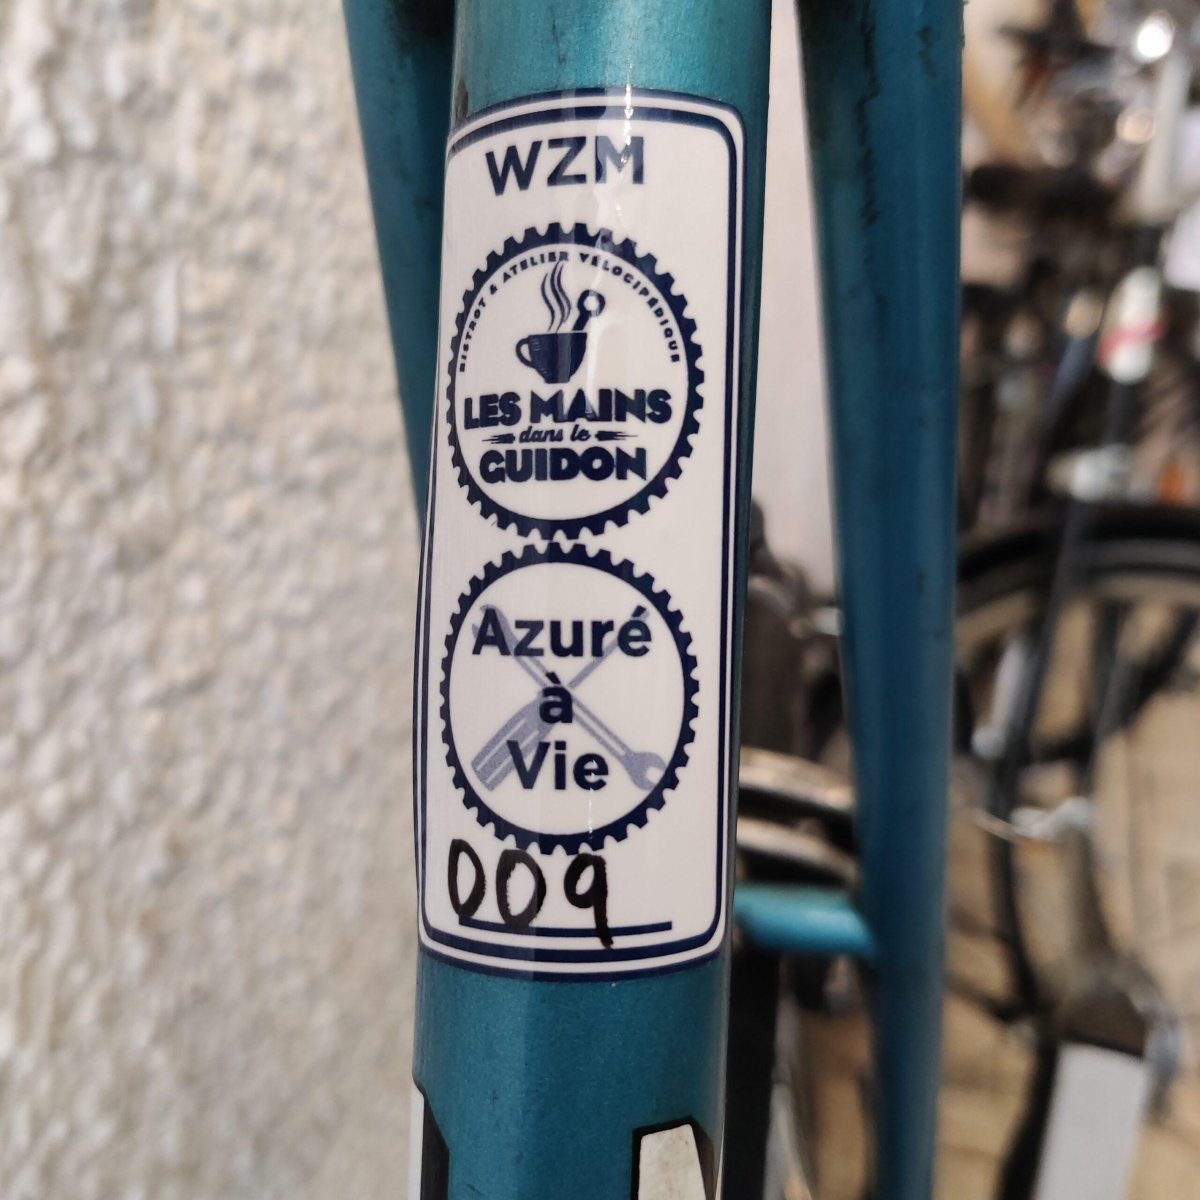 WZM
BISTROT & ATELIER VÉLOCIPÉDIQUE
LES MAINS
dans le
GUIDON
Azuré
à
Vie
009